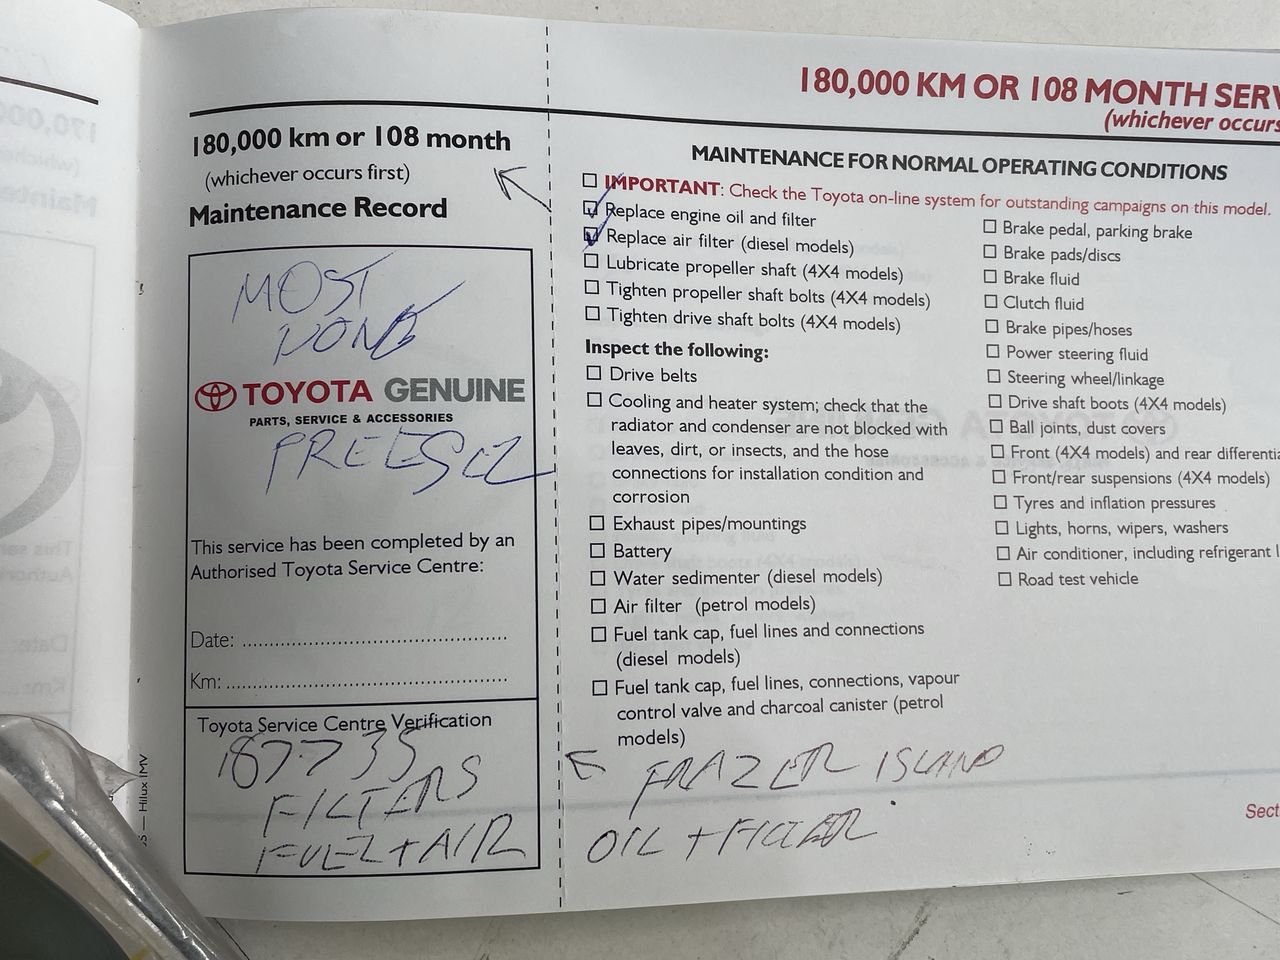 180,000 km or 108 month
(whichever occurs first)
Maintenance Record
MOST
DONE
TOYOTA GENUINE
PARTS, SERVICE & ACCESSORIES
This service has been completed by an
Authorised Toyota Service Centre:
Date:
Km:
Toyota Service Centre Verification
187735
FILTERS
FUEL + AIR
— Hilux IMV
180,000 KM OR 108 MONTH SERV
(whichever occurs
MAINTENANCE FOR NORMAL OPERATING CONDITIONS
IMPORTANT: Check the Toyota on-line system for outstanding campaigns on this model.
Replace engine oil and filter
Replace air filter (diesel models)
Lubricate propeller shaft (4X4 models)
Tighten propeller shaft bolts (4X4 models)
Tighten drive shaft bolts (4X4 models)
Inspect the following:
Drive belts
Cooling and heater system; check that the
radiator and condenser are not blocked with
leaves, dirt, or insects, and the hose
connections for installation condition and
corrosion
Exhaust pipes/mountings
Battery
Water sedimenter (diesel models)
Air filter (petrol models)
Fuel tank cap, fuel lines and connections
(diesel models)
Fuel tank cap, fuel lines, connections, vapour
control valve and charcoal canister (petrol
models)
Brake pedal, parking brake
Brake pads/discs
Brake fluid
Clutch fluid
Brake pipes/hoses
Power steering fluid
Steering wheel/linkage
Drive shaft boots (4X4 models)
Ball joints, dust covers
Front (4X4 models) and rear differentia
Front/rear suspensions (4X4 models)
Tyres and inflation pressures
Lights, horns, wipers, washers
Air conditioner, including refrigerant l
Road test vehicle
FRAZER ISLAND
OIL + FILTER
Sect